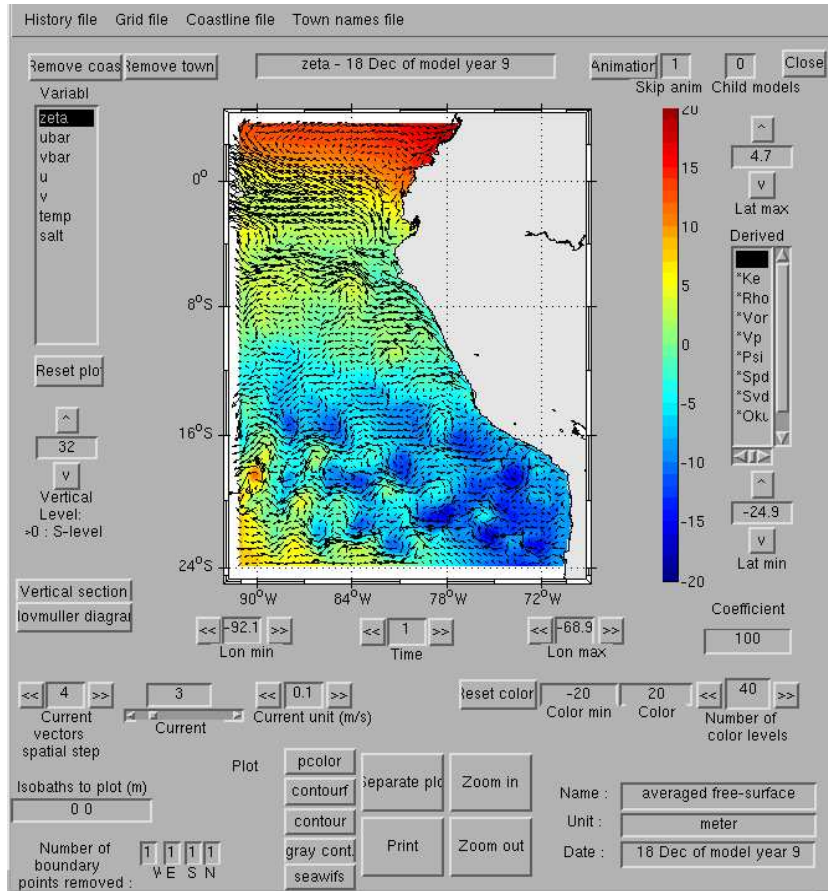 History file Grid file Coastline file Town names file
Remove coas Remove town zeta - 18 Dec of model year 9 Animation 1 0 Close
Skip anim Child models
Variabl
zeta
ubar
vbar
u
v
temp
salt
Reset plot
^
32
v
Vertical
Level:
>0 : S-level
Vertical section
Hovmuller diagram
0°
8°S
16°S
24°S
90°W 84°W 78°W 72°W
20
15
10
5
0
-5
-10
-15
-20
^
4.7
v
Lat max
Derived
*Ke
*Rho
*Vor
*Vp
*Psi
*Spd
*Svd
*Oku
^
-24.9
v
Lat min
Coefficient
100
<< -92.1 >> << 1 >> << -68.9 >>
Lon min Time Lon max
<< 4 >> 3 << 0.1 >> Reset color -20 20 << 40 >>
Current
vectors
spatial step
Current
Current unit (m/s)
Color min Color
Number of
color levels
Isobaths to plot (m)
0 0
Number of
boundary
points removed :
1 1 1 1
W E S N
Plot
pcolor
contourf
contour
gray cont.
seawifs
Separate plo Zoom in
Print Zoom out
Name : averaged free-surface
Unit : meter
Date : 18 Dec of model year 9